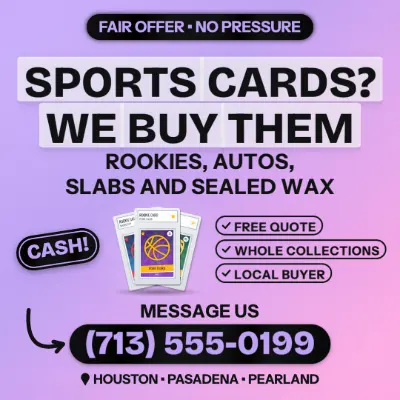 FAIR OFFER • NO PRESSURE
SPORTS CARDS?
WE BUY THEM
ROOKIES, AUTOS,
SLABS AND SEALED WAX
CASH!
FREE QUOTE
WHOLE COLLECTIONS
LOCAL BUYER
MESSAGE US
(713) 555-0199
HOUSTON • PASADENA • PEARLAND